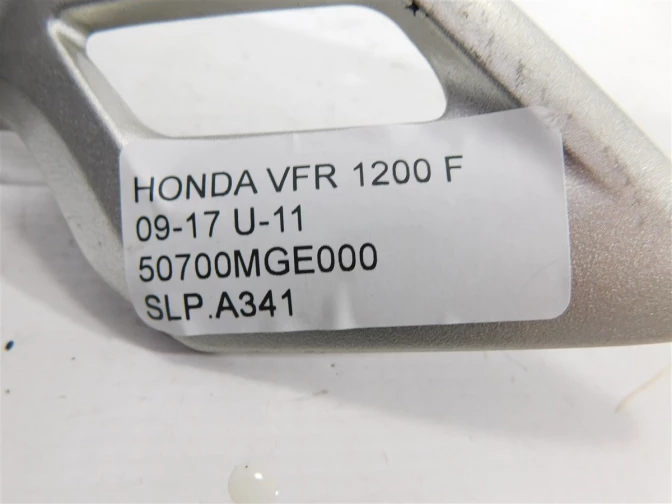 HONDA VFR 1200 F
09-17 U-11
50700MGE000
SLP.A341